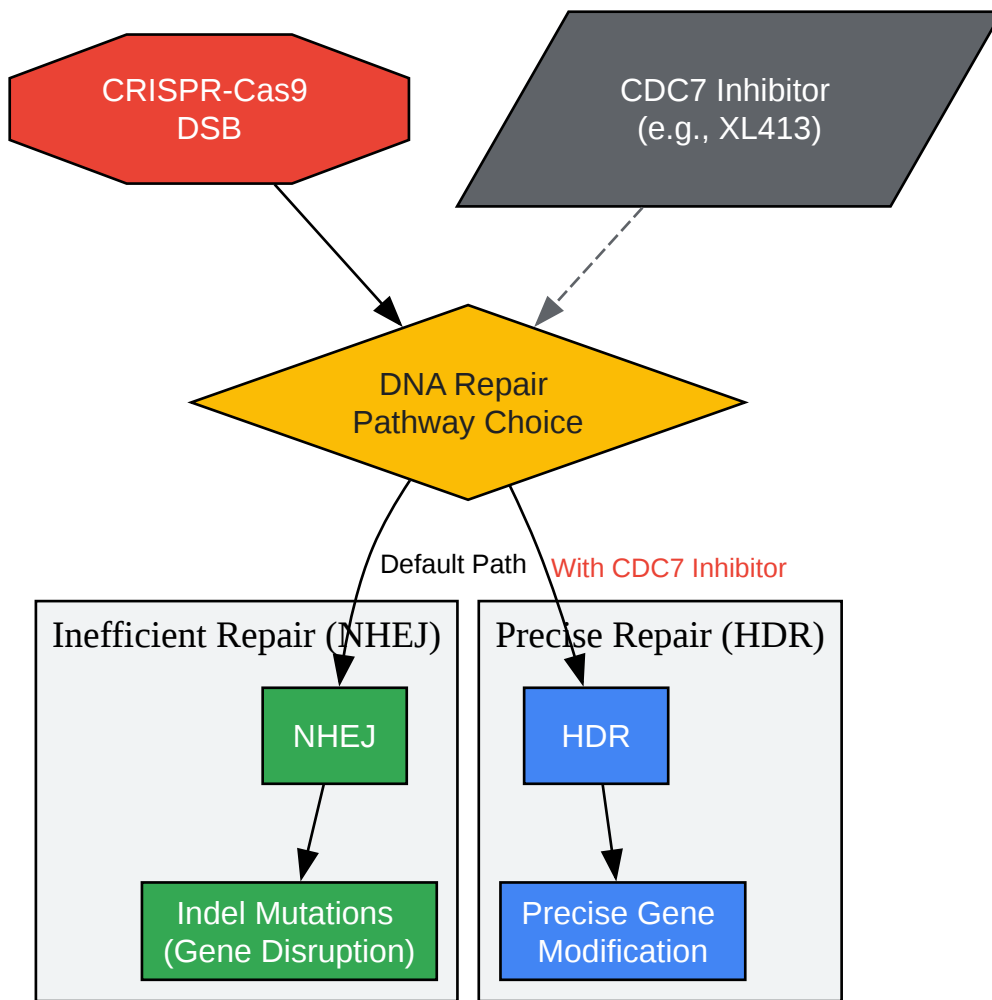 CRISPR-Cas9
DSB
CDC7 Inhibitor
(e.g., XL413)
DNA Repair
Pathway Choice
Default Path
With CDC7 Inhibitor
Inefficient Repair (NHEJ)
Precise Repair (HDR)
NHEJ
HDR
Indel Mutations
(Gene Disruption)
Precise Gene
Modification